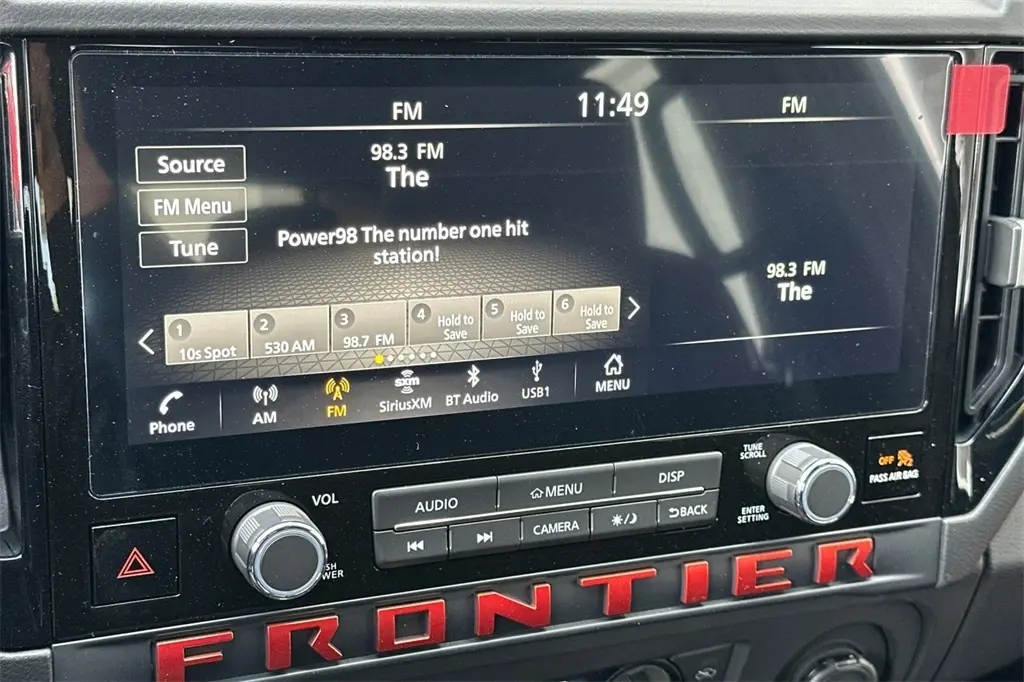 FM
11:49
FM
Source
98.3 FM
The
FM Menu
Power98 The number one hit
station!
Tune
98.3 FM
The
1
10s Spot
2
530 AM
3
98.7 FM
4
Hold to
Save
5
Hold to
Save
6
Hold to
Save
Phone
AM
FM
sxm
SiriusXM
BT Audio
USB1
MENU
VOL
AUDIO
MENU
DISP
TUNE
SCROLL
CAMERA
BACK
ENTER
SETTING
OFF
PASS AIR BAG
FRONTIER